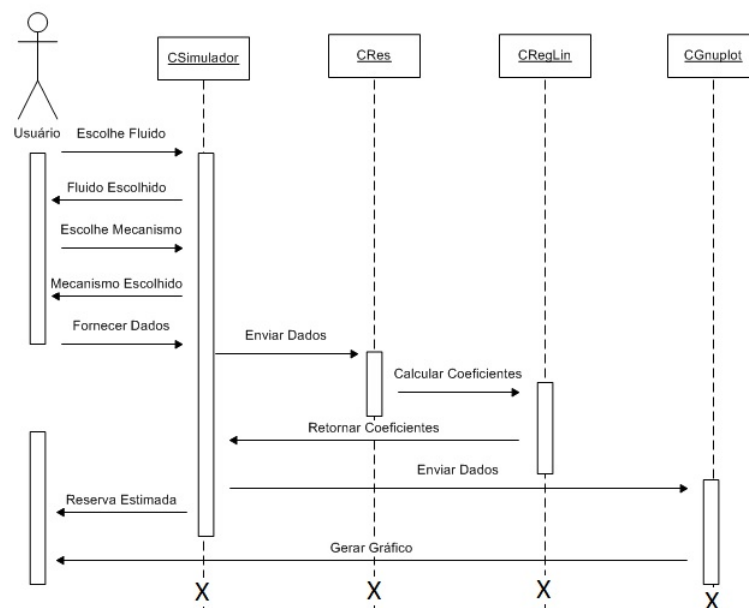 CSimulador
CRes
CRegLin
CGnuplot
Usuário
Escolhe Fluido
Fluido Escolhido
Escolhe Mecanismo
Mecanismo Escolhido
Fornecer Dados
Enviar Dados
Calcular Coeficientes
Retornar Coeficientes
Enviar Dados
Reserva Estimada
Gerar Gráfico
X
X
X
X